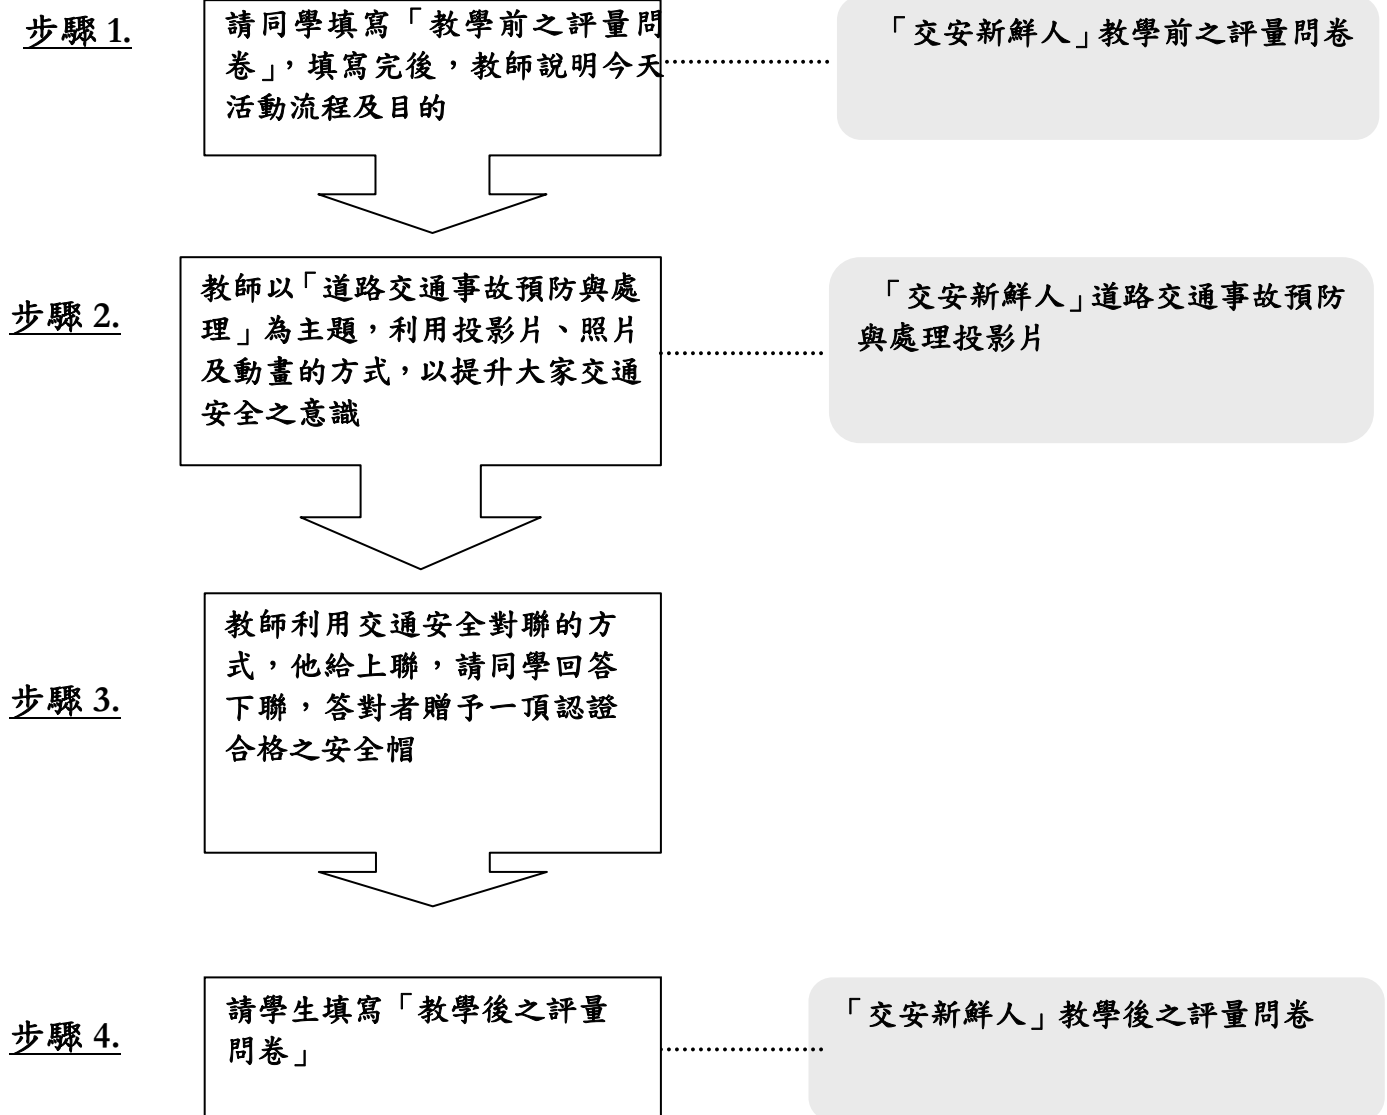 步驟 1.
請同學填寫「教學前之評量問
卷」，填寫完後，教師說明今天
活動流程及目的
「交安新鮮人」教學前之評量問卷
步驟 2.
教師以「道路交通事故預防與處
理」為主題，利用投影片、照片
及動畫的方式，以提升大家交通
安全之意識
「交安新鮮人」道路交通事故預防
與處理投影片
步驟 3.
教師利用交通安全對聯的方
式，他給上聯，請同學回答
下聯，答對者贈予一頂認證
合格之安全帽
步驟 4.
請學生填寫「教學後之評量
問卷」
「交安新鮮人」教學後之評量問卷